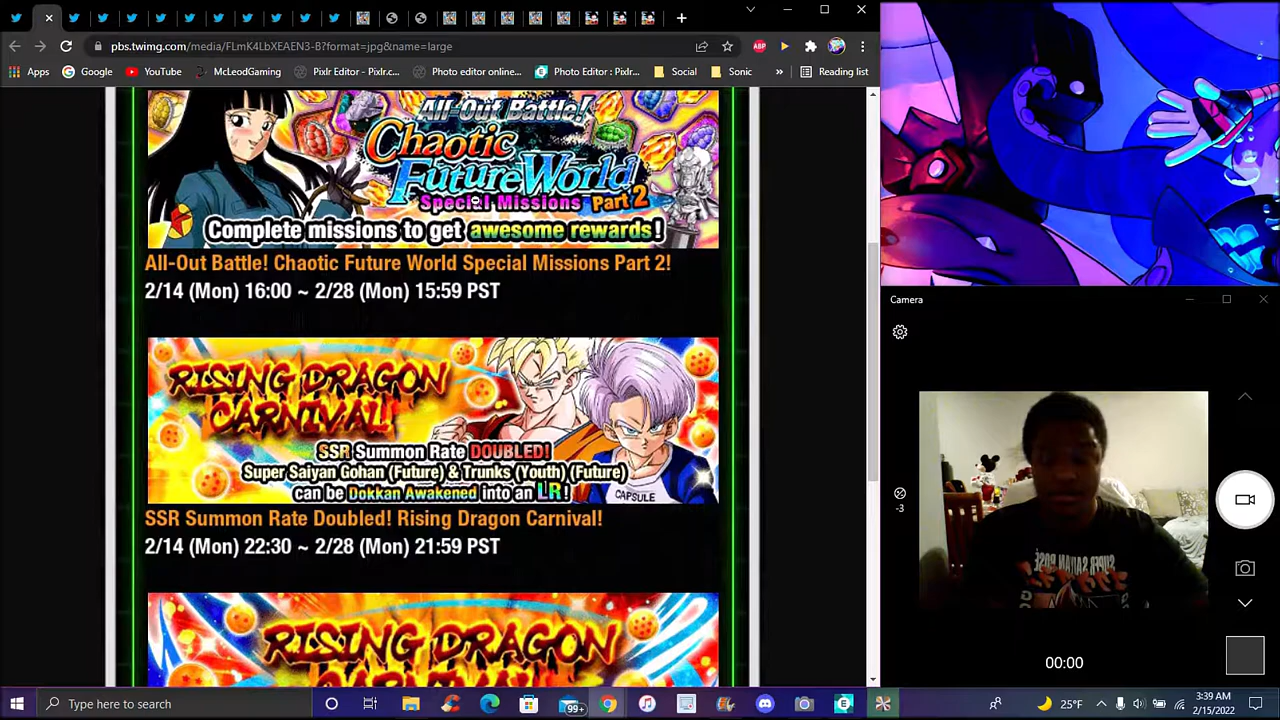 pbs.twimg.com/media/FLmK4LbXEAEN3-B?format=jpg&name=large
Apps
Google
YouTube
McLeodGaming
Pixlr Editor - Pixlr.c...
Photo editor online...
Photo Editor : Pixlr...
Social
Sonic
»
Reading list
All-Out Battle!
Chaotic
Future World
Special Missions Part 2
Complete missions to get awesome rewards!
All-Out Battle! Chaotic Future World Special Missions Part 2!
2/14 (Mon) 16:00 ~ 2/28 (Mon) 15:59 PST
RISING DRAGON
CARNIVAL!
SSR Summon Rate DOUBLED!
Super Saiyan Gohan (Future) & Trunks (Youth) (Future)
can be Dokkan Awakened into an LR!
CAPSULE
SSR Summon Rate Doubled! Rising Dragon Carnival!
2/14 (Mon) 22:30 ~ 2/28 (Mon) 21:59 PST
RISING DRAGON
Camera
-3
00:00
Type here to search
99+
25°F
3:39 AM
2/15/2022